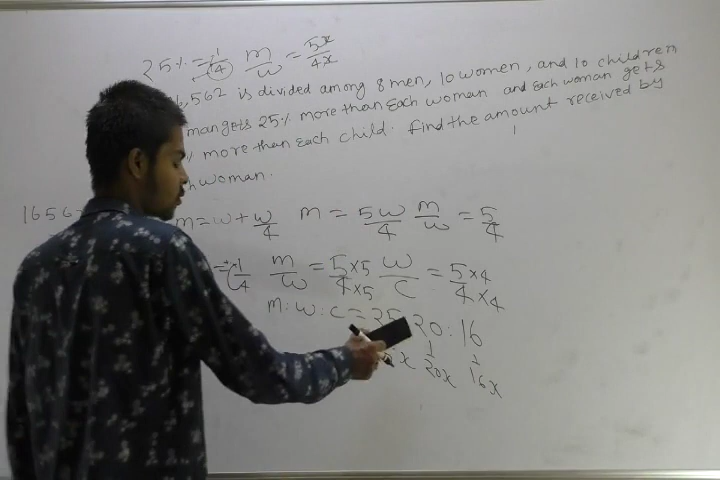 25% = 1/4 m/w = 5x/4x
,562 is divided among 8 men, 10 women, and 10 children
man gets 25% more than each woman and each woman gets
more than each child. find the amount received by
woman.
1656 m = w + w/4 m = 5w/4 m/w = 5/4
= 1/4 m/w = 5×5/4×5 w/c = 5×4/4×4
m : w : c = 25 20 : 16
x 20x 16x